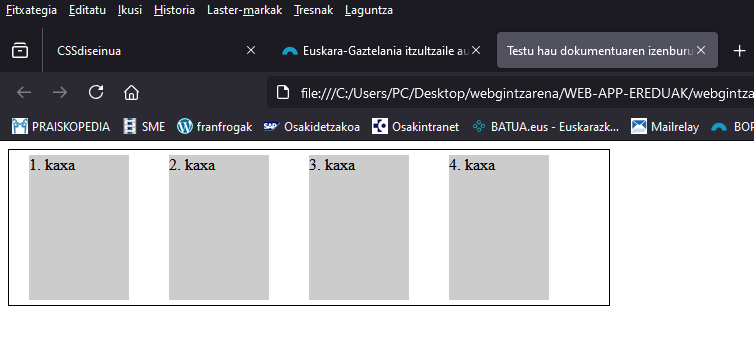 Fitxategia Editatu Ikusi Historia Laster-markak Tresnak Laguntza
CSSdiseinua Euskara-Gaztelania itzultzaile au Testu hau dokumentuaren izenburu
file:///C:/Users/PC/Desktop/webgintzarena/WEB-APP-EREDUAK/webgintza
PRAISKOPEDIA SME franfrogak SAP Osakidetzakoa Osakintranet BATUA.eus - Euskarazk... Mailrelay BOP
1. kaxa 2. kaxa 3. kaxa 4. kaxa